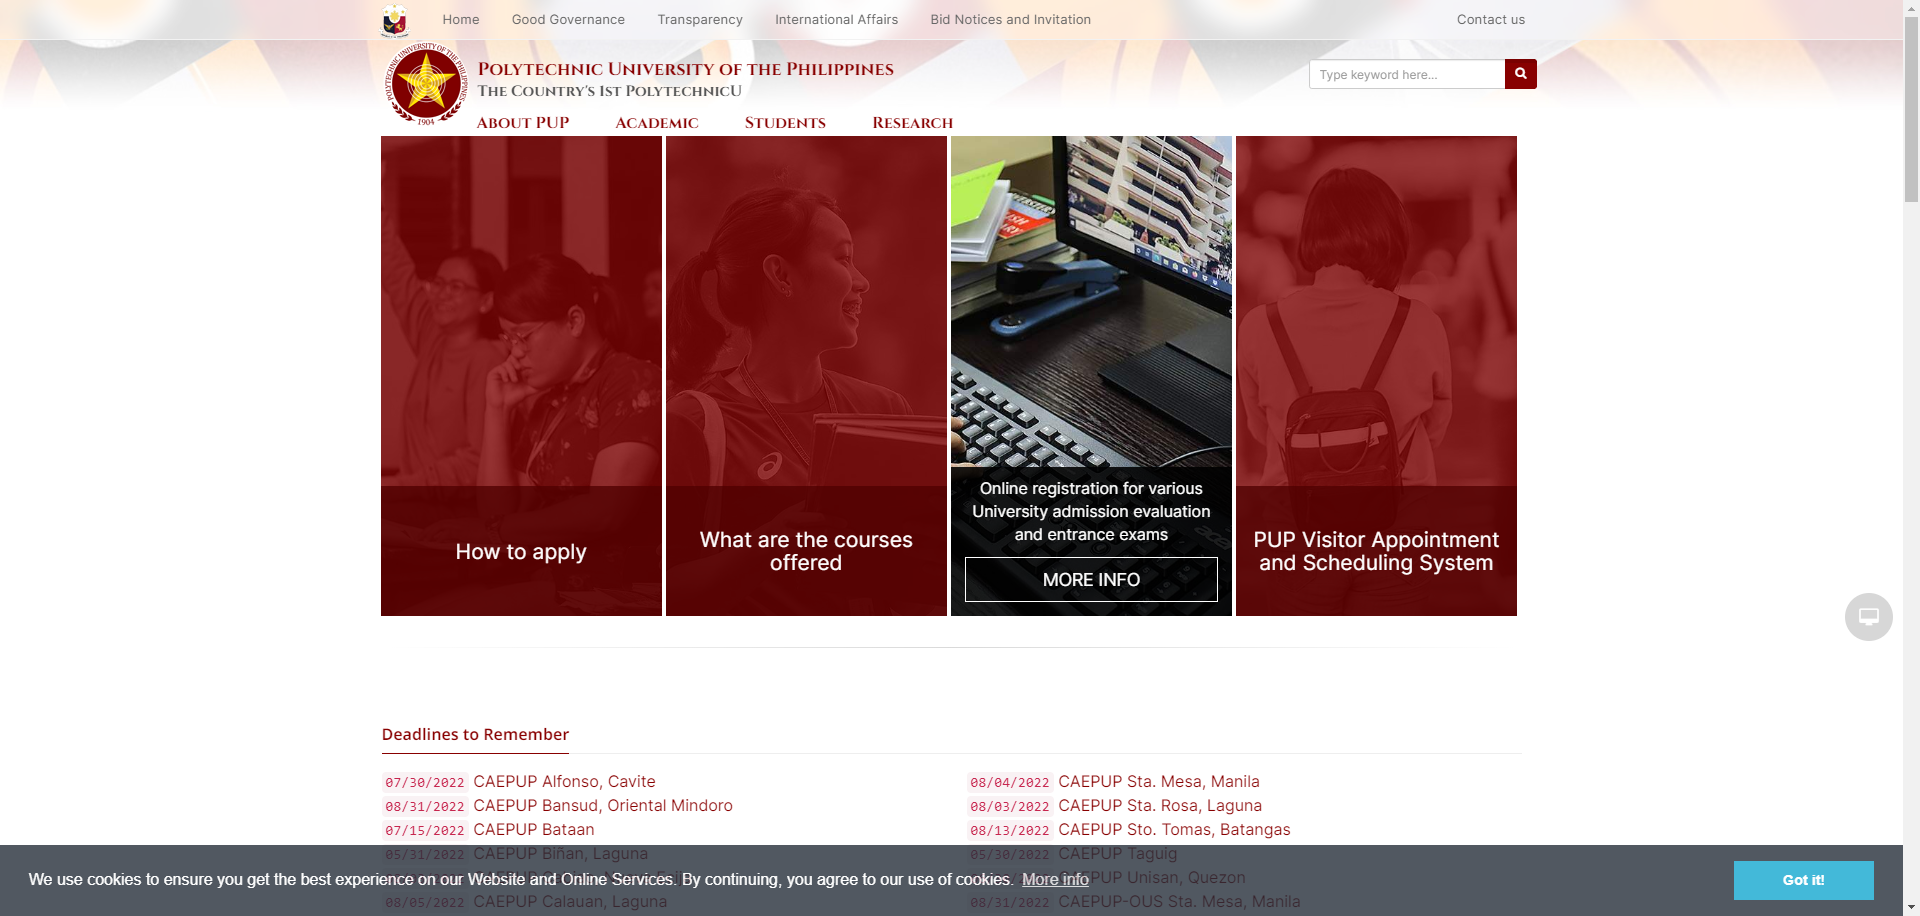 Home Good Governance Transparency International Affairs Bid Notices and Invitation Contact us
POLYTECHNIC UNIVERSITY OF THE PHILIPPINES
1904
Polytechnic University of the Philippines
The Country's 1st PolytechnicU
Type keyword here...
About PUP Academic Students Research
How to apply
What are the courses
offered
Online registration for various
University admission evaluation
and entrance exams
MORE INFO
PUP Visitor Appointment
and Scheduling System
Deadlines to Remember
07/30/2022 CAEPUP Alfonso, Cavite
08/31/2022 CAEPUP Bansud, Oriental Mindoro
07/15/2022 CAEPUP Bataan
05/31/2022 CAEPUP Biñan, Laguna
08/05/2022 CAEPUP Calauan, Laguna
08/04/2022 CAEPUP Sta. Mesa, Manila
08/03/2022 CAEPUP Sta. Rosa, Laguna
08/13/2022 CAEPUP Sto. Tomas, Batangas
05/30/2022 CAEPUP Taguig
CAEPUP Unisan, Quezon
08/31/2022 CAEPUP-OUS Sta. Mesa, Manila
We use cookies to ensure you get the best experience on our Website and Online Services. By continuing, you agree to our use of cookies. More info
Got it!